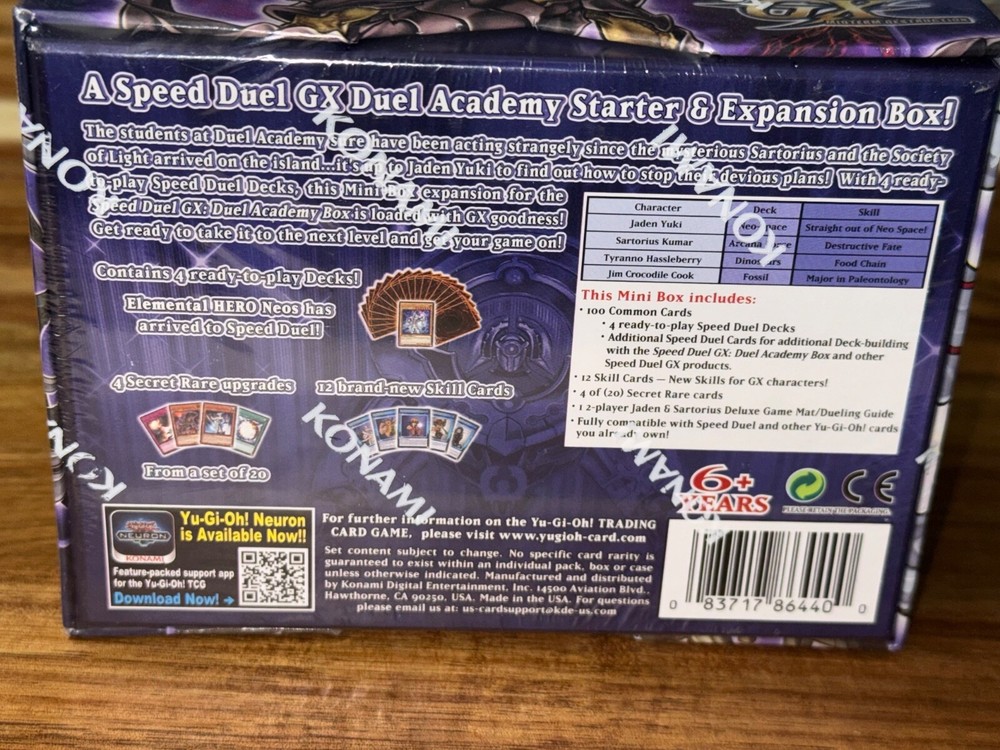 MIDTERM DESTRUCTION
A Speed Duel GX Duel Academy Starter & Expansion Box!
The students at Duel Academy sure have been acting strangely since the mysterious Sartorius and the Society
of Light arrived on the island...it's up to Jaden Yuki to find out how to stop their devious plans! With 4 ready-
to-play Speed Duel Decks, this Mini Box expansion for the
Speed Duel GX: Duel Academy Box is loaded with GX goodness!
Get ready to take it to the next level and get your game on!
Contains 4 ready-to-play Decks!
Elemental HERO Neos has
arrived to Speed Duel!
4 Secret Rare upgrades
From a set of 20
12 brand-new Skill Cards
Character Deck Skill
Jaden Yuki Neo-Space Straight out of Neo Space!
Sartorius Kumar Arcana Force Destructive Fate
Tyranno Hassleberry Dinosaurs Food Chain
Jim Crocodile Cook Fossil Major in Paleontology
This Mini Box includes:
• 100 Common Cards
• 4 ready-to-play Speed Duel Decks
• Additional Speed Duel Cards for additional Deck-building
with the Speed Duel GX: Duel Academy Box and other
Speed Duel GX products.
• 12 Skill Cards — New Skills for GX characters!
• 4 of (20) Secret Rare cards
• 1 2-player Jaden & Sartorius Deluxe Game Mat/Dueling Guide
• Fully compatible with Speed Duel and other Yu-Gi-Oh! cards
you already own!
6+
YEARS
CE
PLEASE RETAIN THE PACKAGING
NEURON
KONAMI
Yu-Gi-Oh! Neuron
is Available Now!!
Feature-packed support app
for the Yu-Gi-Oh! TCG
Download Now! →
For further information on the Yu-Gi-Oh! TRADING
CARD GAME, please visit www.yugioh-card.com
Set content subject to change. No specific card rarity is
guaranteed to exist within an individual pack, box or case
unless otherwise indicated. Manufactured and distributed
by Konami Digital Entertainment, Inc. 14500 Aviation Blvd.,
Hawthorne, CA 90250, USA. Made in the USA. For questions
please email us at: us-cardsupport@kde-us.com
0 83717 86440 0
KONAMI
KONAMI
KONAMI
KONAMI
KONAMI
KONAMI